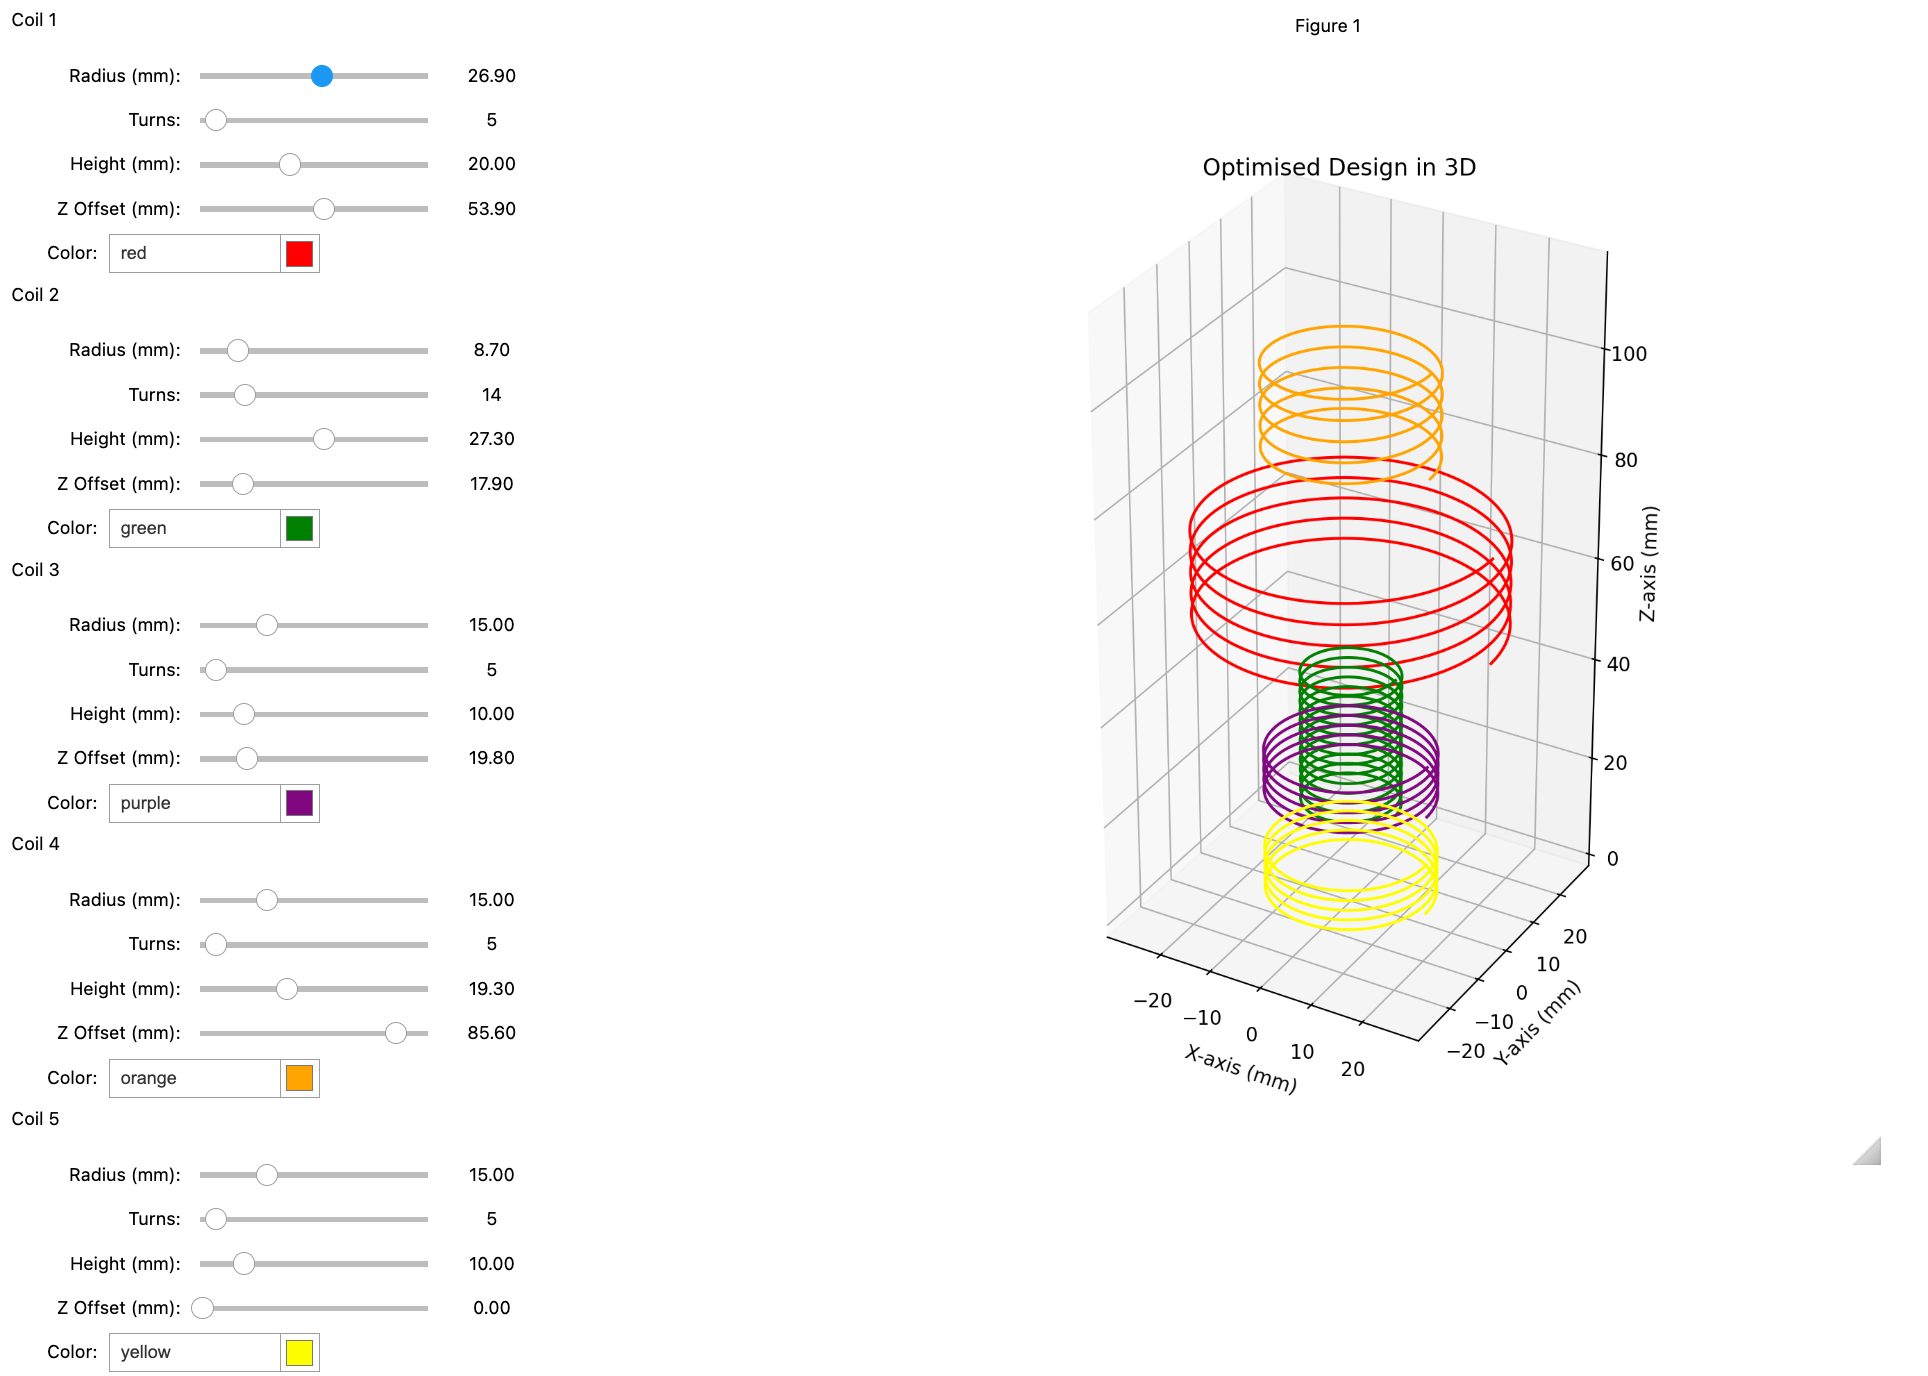 Coil 1
Radius (mm): 26.90
Turns: 5
Height (mm): 20.00
Z Offset (mm): 53.90
Color: red
Coil 2
Radius (mm): 8.70
Turns: 14
Height (mm): 27.30
Z Offset (mm): 17.90
Color: green
Coil 3
Radius (mm): 15.00
Turns: 5
Height (mm): 10.00
Z Offset (mm): 19.80
Color: purple
Coil 4
Radius (mm): 15.00
Turns: 5
Height (mm): 19.30
Z Offset (mm): 85.60
Color: orange
Coil 5
Radius (mm): 15.00
Turns: 5
Height (mm): 10.00
Z Offset (mm): 0.00
Color: yellow
Figure 1
Optimised Design in 3D
100
80
60
40
20
0
Z-axis (mm)
20
10
0
−10
−20
Y-axis (mm)
−20
−10
0
10
20
X-axis (mm)